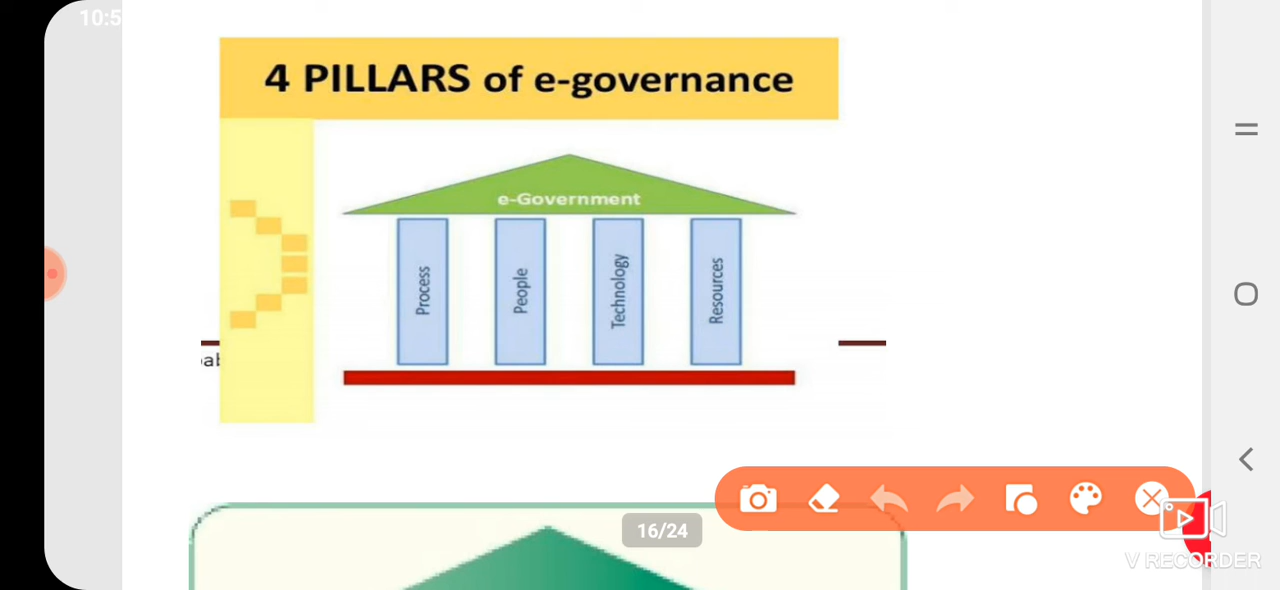 10:5
4 PILLARS of e-governance
e-Government
Process
People
Technology
Resources
16/24
V RECORDER